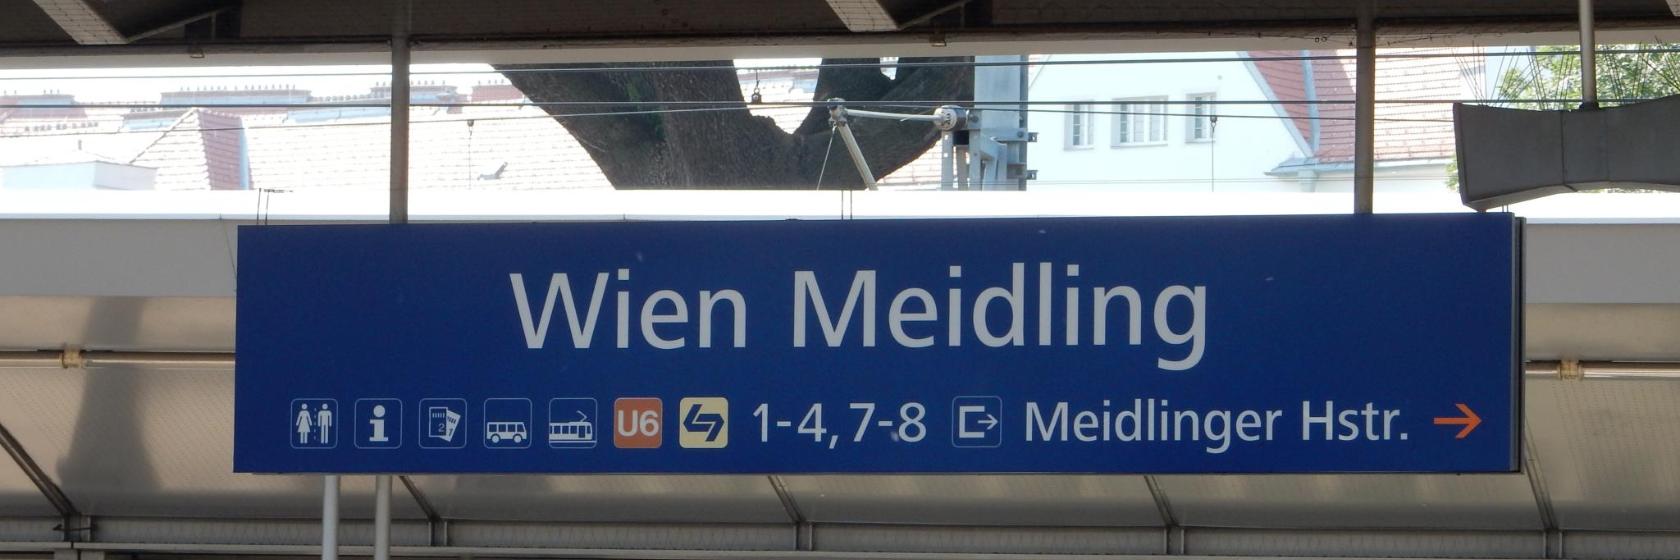 Wien Meidling
U6 1-4, 7-8 Meidlinger Hstr.